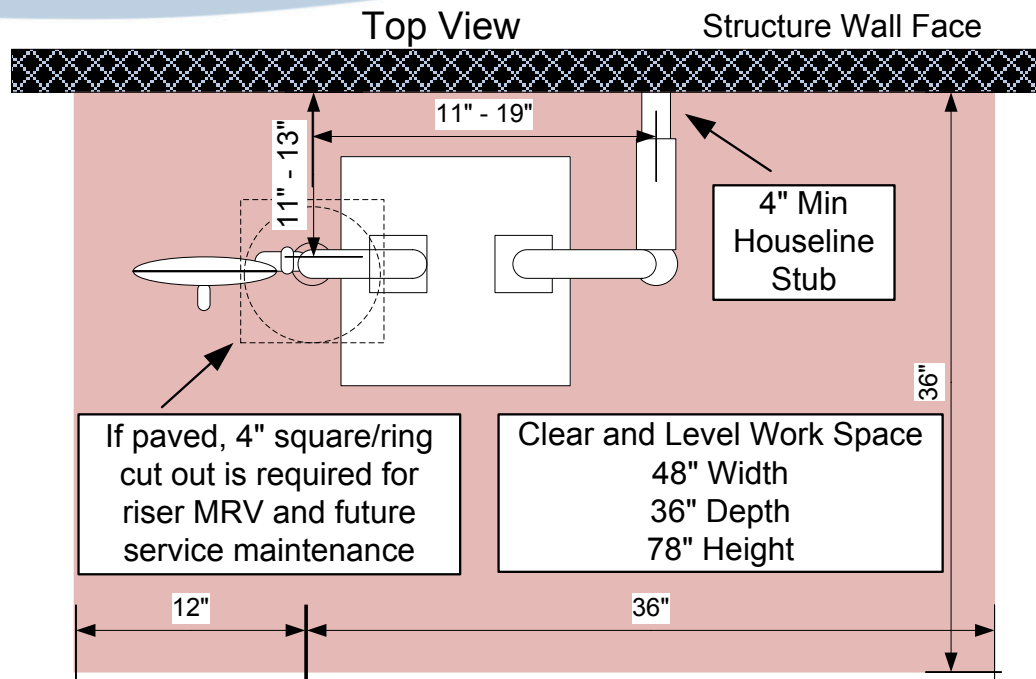 Top View
Structure Wall Face
11" - 19"
11" - 13"
4" Min
Houseline
Stub
36"
If paved, 4" square/ring
cut out is required for
riser MRV and future
service maintenance
Clear and Level Work Space
48" Width
36" Depth
78" Height
12"
36"